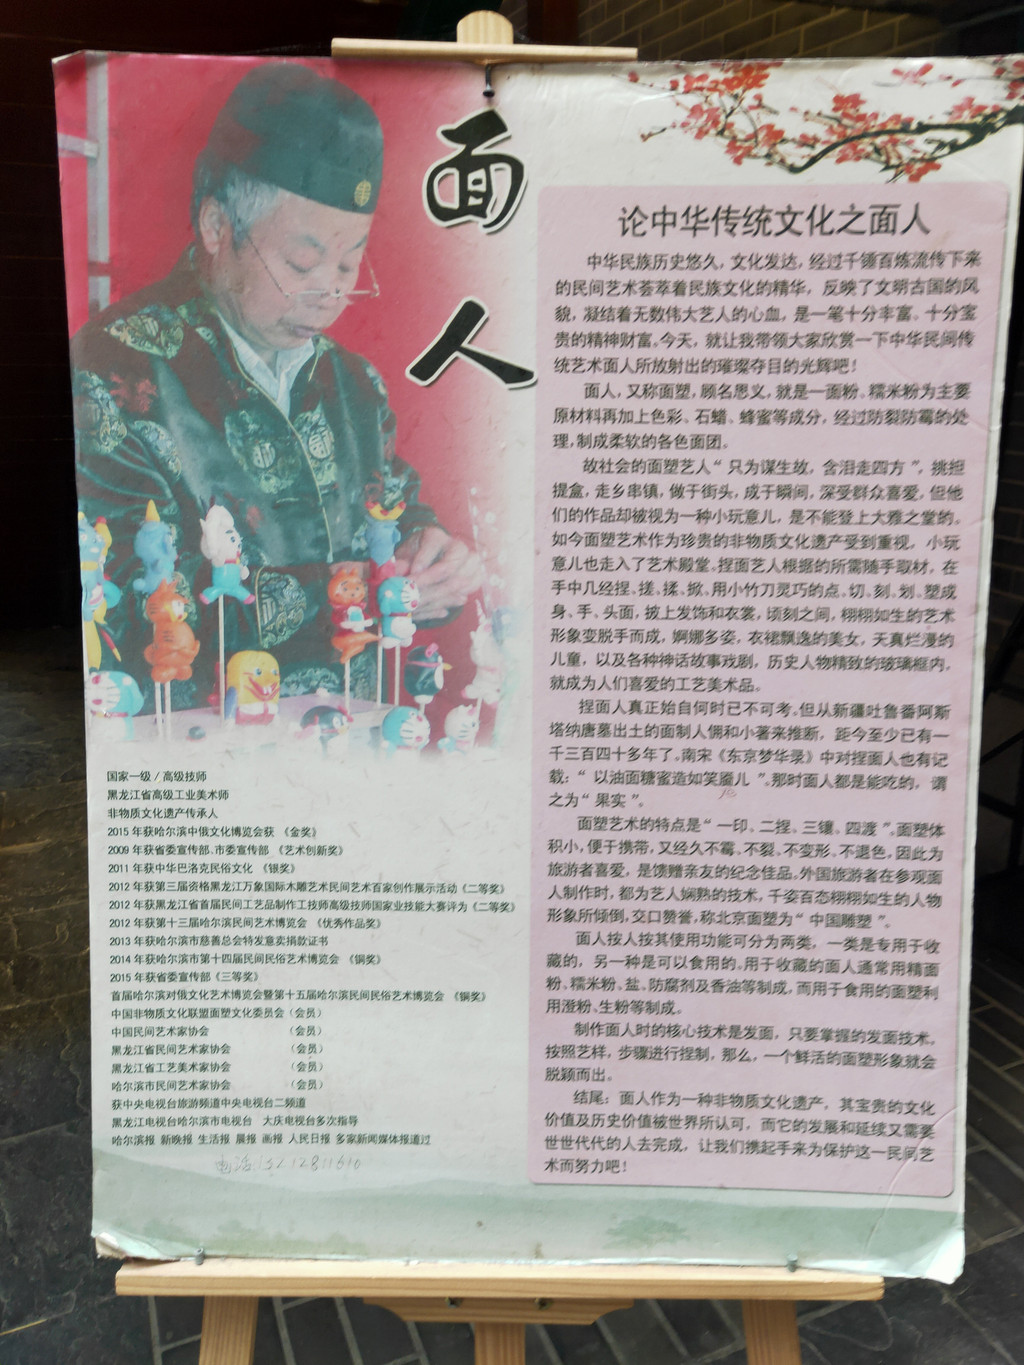 面人
论中华传统文化之面人
中华民族历史悠久，文化发达，经过千锤百炼流传下来
的民间艺术荟萃着民族文化的精华，反映了文明古国的风
貌，凝结着无数伟大艺人的心血，是一笔十分丰富。十分宝
贵的精神财富。今天，就让我带领大家欣赏一下中华民间传
统艺术面人所放射出的璀璨夺目的光辉吧！
面人，又称面塑，顾名思义，就是一面粉、糯米粉为主要
原材料再加上色彩、石蜡、蜂蜜等成分，经过防裂防霉的处
理，制成柔软的各色面团。
故社会的面塑艺人“只为谋生故，含泪走四方”，挑担
提盒，走乡串镇，做于街头，成于瞬间，深受群众喜爱，但他
们的作品却被视为一种小玩意儿，是不能登上大雅之堂的。
如今面塑艺术作为珍贵的非物质文化遗产受到重视，小玩
意儿也走入了艺术殿堂。捏面艺人根据的所需随手取材，在
手中几经捏、搓、揉、掀、用小竹刀灵巧的点、切、刻、划、塑成
身、手、头面，披上发饰和衣裳，顷刻之间，栩栩如生的艺术
形象变脱手而成，婀娜多姿，衣裙飘逸的美女，天真烂漫的
儿童，以及各种神话故事戏剧，历史人物精致的玻璃框内，
就成为人们喜爱的工艺美术品。
捏面人真正始自何时已不可考。但从新疆吐鲁番阿斯
塔纳唐墓出土的面制人俑和小著来推断，距今至少已有一
千三百四十多年了。南宋《东京梦华录》中对捏面人也有记
载：“以油面糖蜜造如笑靥儿”。那时面人都是能吃的，谓
之为“果实”。
面塑艺术的特点是“一印、二捏、三镶、四渡”。面塑体
积小，便于携带，又经久不霉、不裂、不变形、不退色，因此为
旅游者喜爱，是馈赠亲友的纪念佳品。外国旅游者在参观面
人制作时，都为艺人娴熟的技术，千姿百态栩栩如生的人物
形象所倾倒，交口赞誉，称北京面塑为“中国雕塑”。
面人按人按其使用功能可分为两类，一类是专用于收
藏的，另一种是可以食用的。用于收藏的面人通常用精面
粉、糯米粉、盐、防腐剂及香油等制成，而用于食用的面塑利
用澄粉、生粉等制成。
制作面人时的核心技术是发面，只要掌握的发面技术，
按照艺样，步骤进行捏制，那么，一个鲜活的面塑形象就会
脱颖而出。
结尾：面人作为一种非物质文化遗产，其宝贵的文化
价值及历史价值被世界所认可，而它的发展和延续又需要
世世代代的人去完成，让我们携起手来为保护这一民间艺
术而努力吧！
国家一级/高级技师
黑龙江省高级工业美术师
非物质文化遗产传承人
2015年获哈尔滨中俄文化博览会获《金奖》
2009年获省委宣传部.市委宣传部《艺术创新奖》
2011年获中华巴洛克民俗文化《银奖》
2012年获第三届资格黑龙江万象国际木雕艺术民间艺术百家创作展示活动《二等奖》
2012年获黑龙江省首届民间工艺品制作工技师高级技师国家业技能大赛评为《二等奖》
2012年获第十三届哈尔滨民间艺术博览会《优秀作品奖》
2013年获哈尔滨市慈善总会特发意卖捐款证书
2014年获哈尔滨市第十四届民间民俗艺术博览会《铜奖》
2015年获省委宣传部《三等奖》
首届哈尔滨对俄文化艺术博览会暨第十五届哈尔滨民间民俗艺术博览会《铜奖》
中国非物质文化联盟面塑文化委员会（会员）
中国民间艺术家协会（会员）
黑龙江省民间艺术家协会（会员）
黑龙江省工艺美术家协会（会员）
哈尔滨市民间艺术家协会（会员）
获中央电视台旅游频道中央电视台二频道
黑龙江电视台哈尔滨市电视台 大庆电视台多次指导
哈尔滨报 新晚报 生活报 晨报 画报 人民日报 多家新闻媒体报道过
电话:15212811610